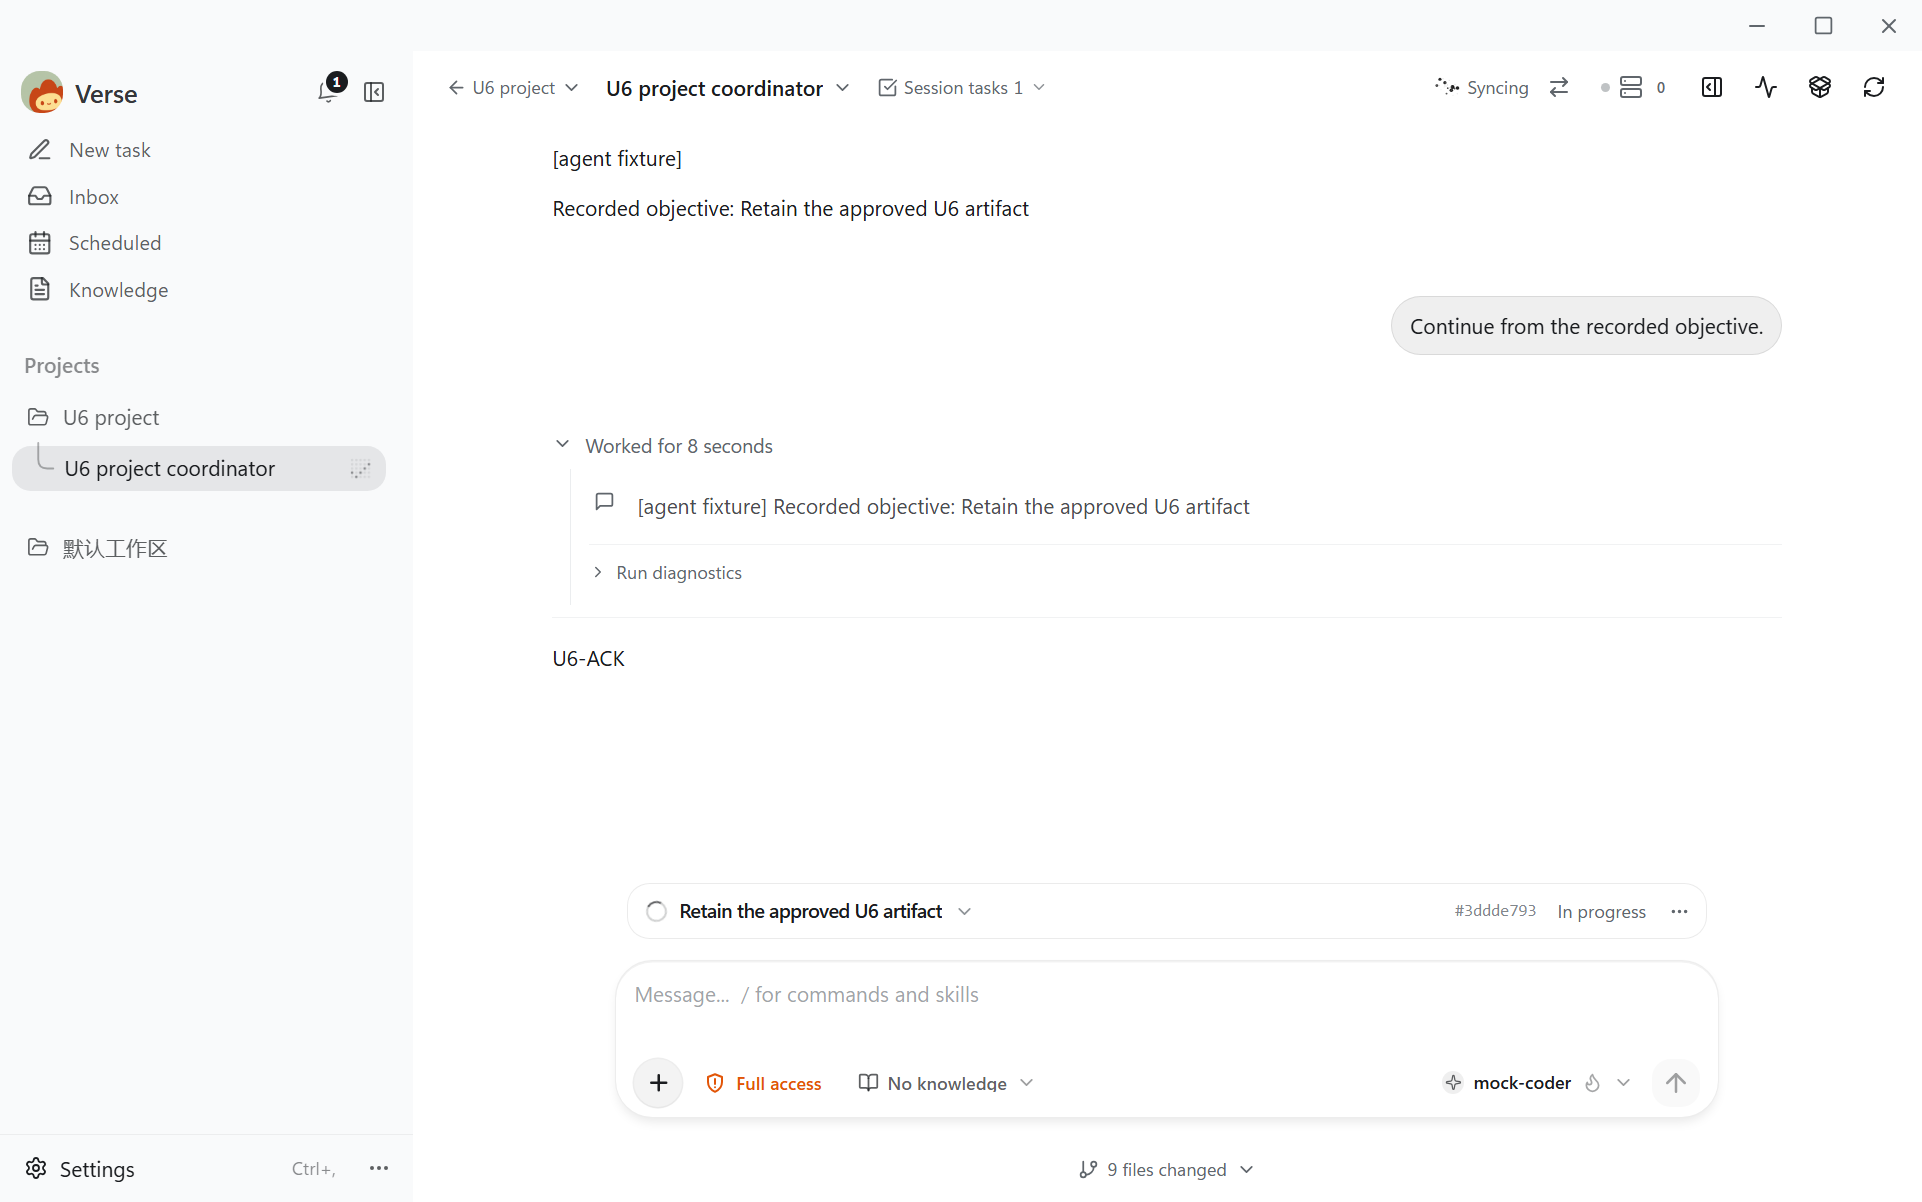 Verse
1
New task
Inbox
Scheduled
Knowledge
Projects
U6 project
U6 project coordinator
默认工作区
Settings
Ctrl+,
U6 project
U6 project coordinator
Session tasks 1
Syncing
0
[agent fixture]
Recorded objective: Retain the approved U6 artifact
Continue from the recorded objective.
Worked for 8 seconds
[agent fixture] Recorded objective: Retain the approved U6 artifact
Run diagnostics
U6-ACK
Retain the approved U6 artifact
#3ddde793
In progress
Message... / for commands and skills
Full access
No knowledge
mock-coder
9 files changed